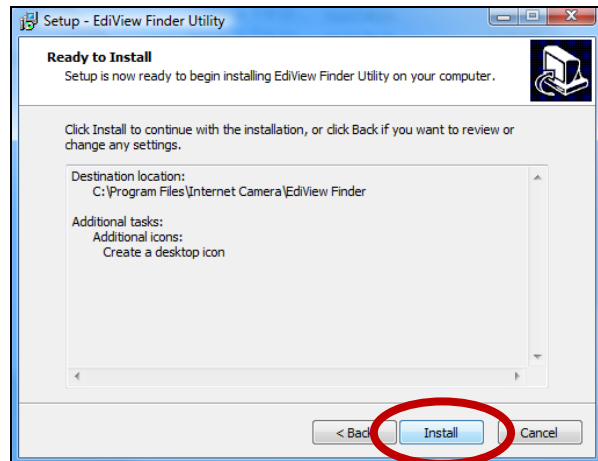 Setup - EdiView Finder Utility
Ready to Install
Setup is now ready to begin installing EdiView Finder Utility on your computer.
Click Install to continue with the installation, or click Back if you want to review or
change any settings.
Destination location:
C:\Program Files\Internet Camera\EdiView Finder
Additional tasks:
Additional icons:
Create a desktop icon
< Back Install Cancel